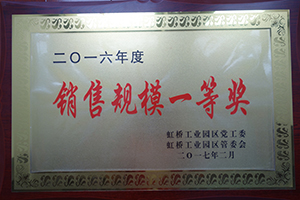 二〇一六年度
销售规模一等奖
虹桥工业园区党工委
虹桥工业园区管委会
二〇一七年二月